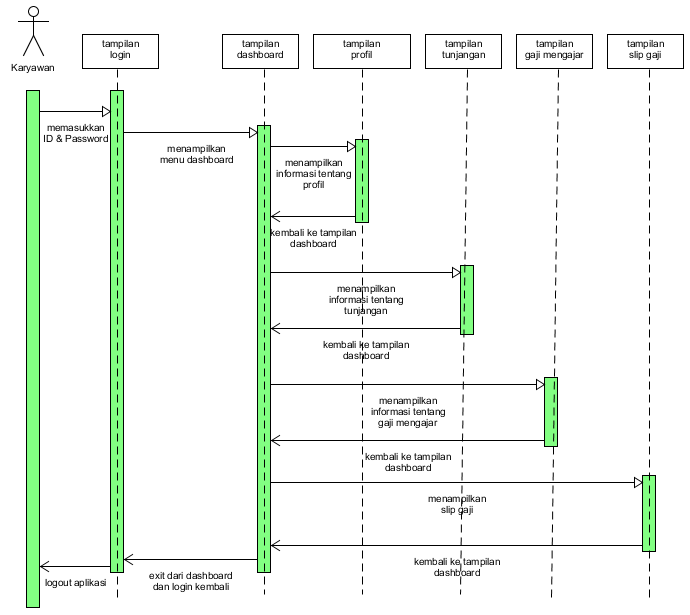 tampilan
login
tampilan
dashboard
tampilan
profil
tampilan
tunjangan
tampilan
gaji mengajar
tampilan
slip gaji
Karyawan
memasukkan
ID & Password
menampilkan
menu dashboard
menampilkan
informasi tentang
profil
kembali ke tampilan
dashboard
menampilkan
informasi tentang
tunjangan
kembali ke tampilan
dashboard
menampilkan
informasi tentang
gaji mengajar
kembali ke tampilan
dashboard
menampilkan
slip gaji
kembali ke tampilan
dashboard
exit dari dashboard
dan login kembali
logout aplikasi